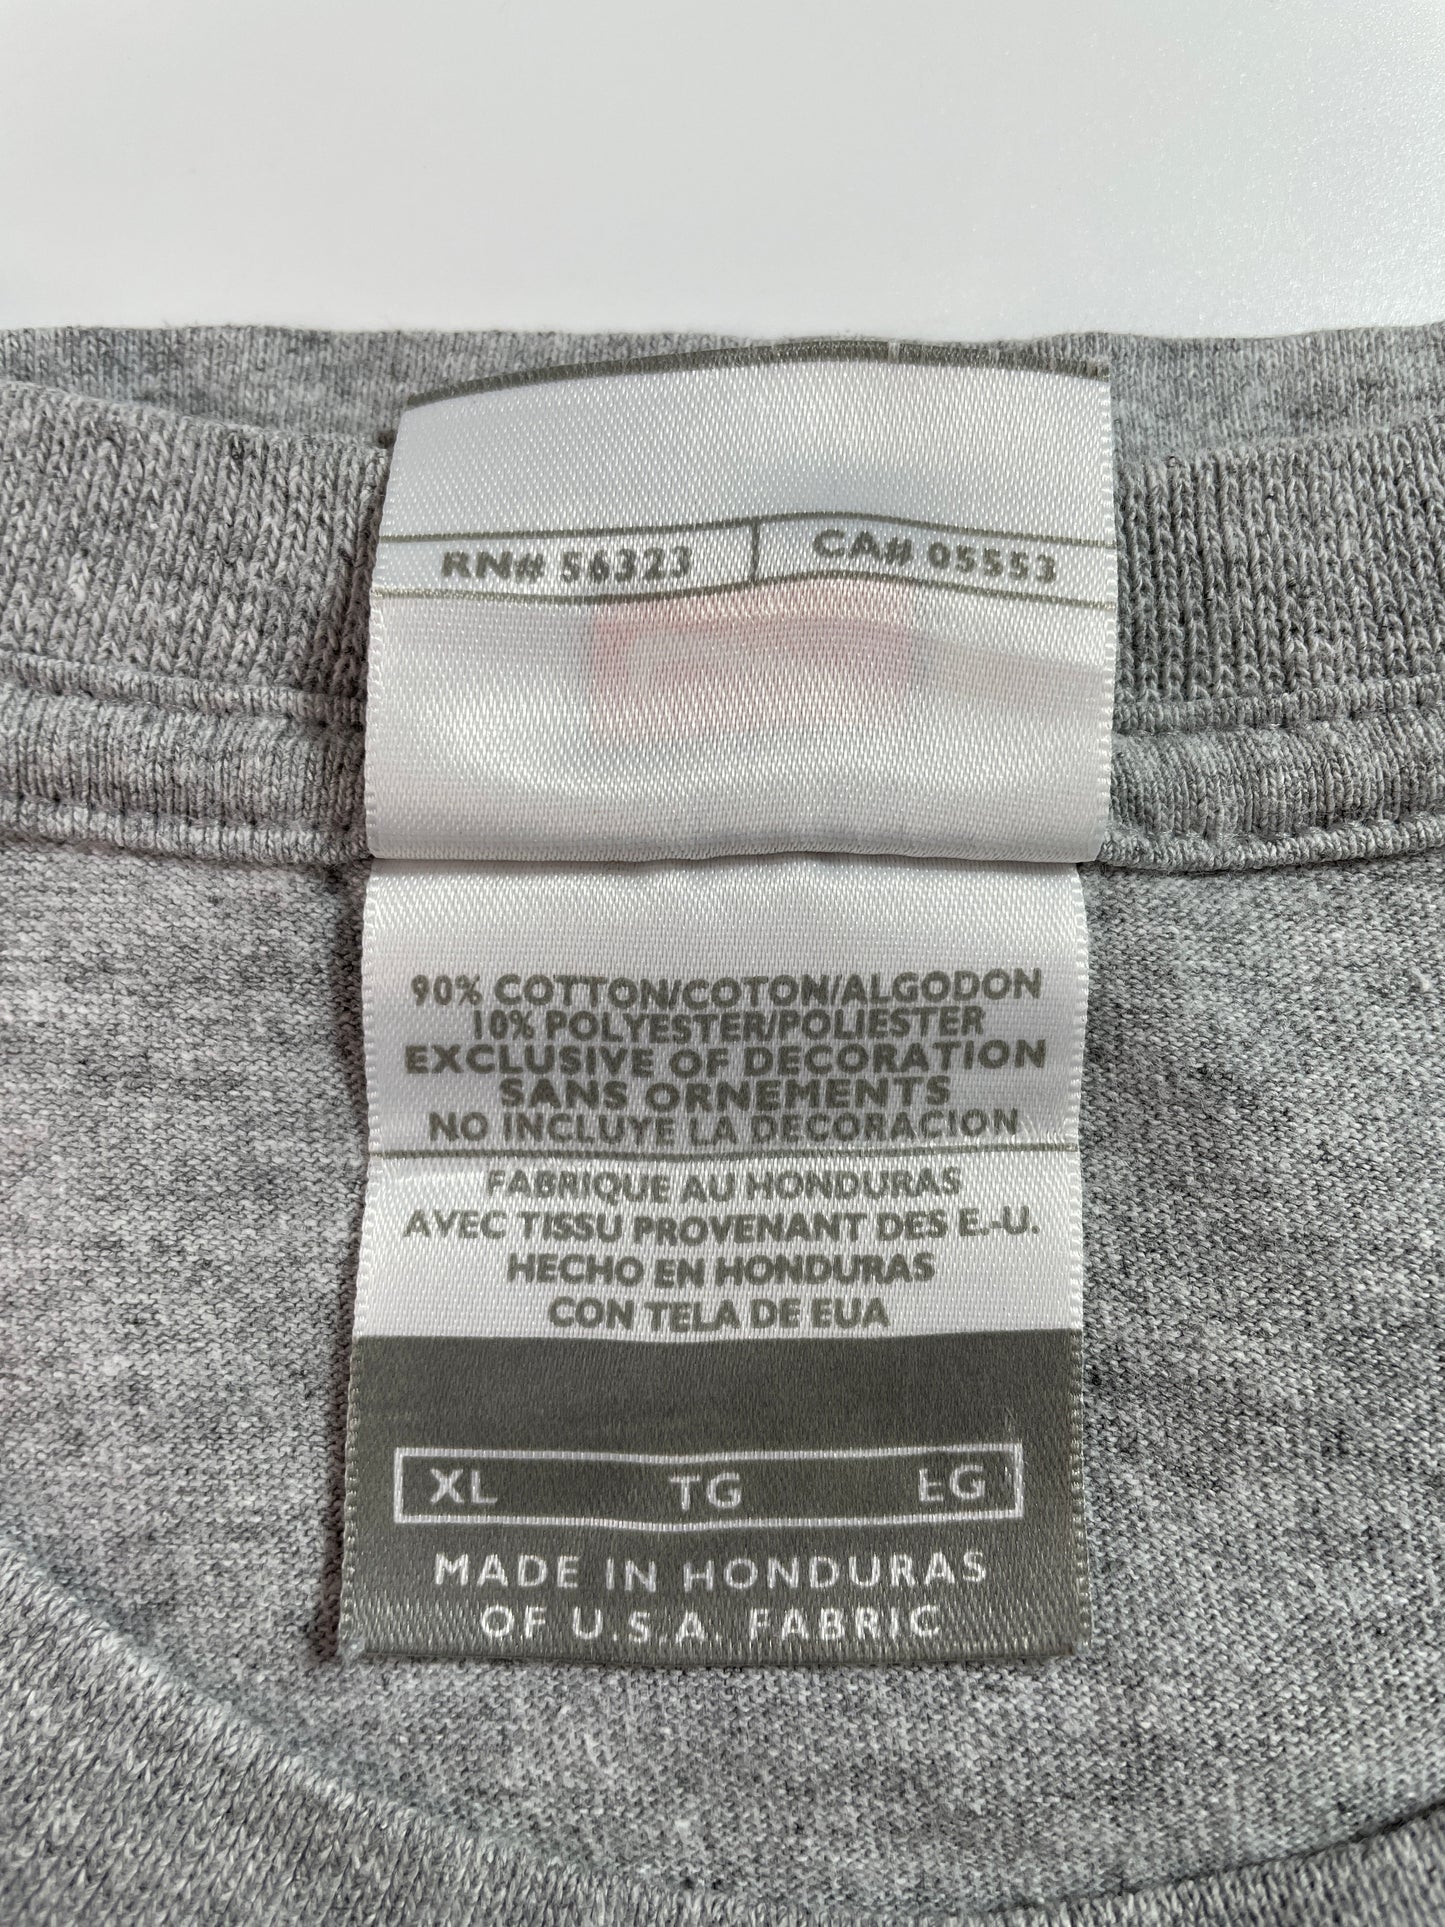 RN# 56323 CA# 05553
90% COTTON/COTON/ALGODON
10% POLYESTER/POLIESTER
EXCLUSIVE OF DECORATION
SANS ORNEMENTS
NO INCLUYE LA DECORACION
FABRIQUE AU HONDURAS
AVEC TISSU PROVENANT DES E.-U.
HECHO EN HONDURAS
CON TELA DE EUA
XL TG EG
MADE IN HONDURAS
OF U.S.A. FABRIC